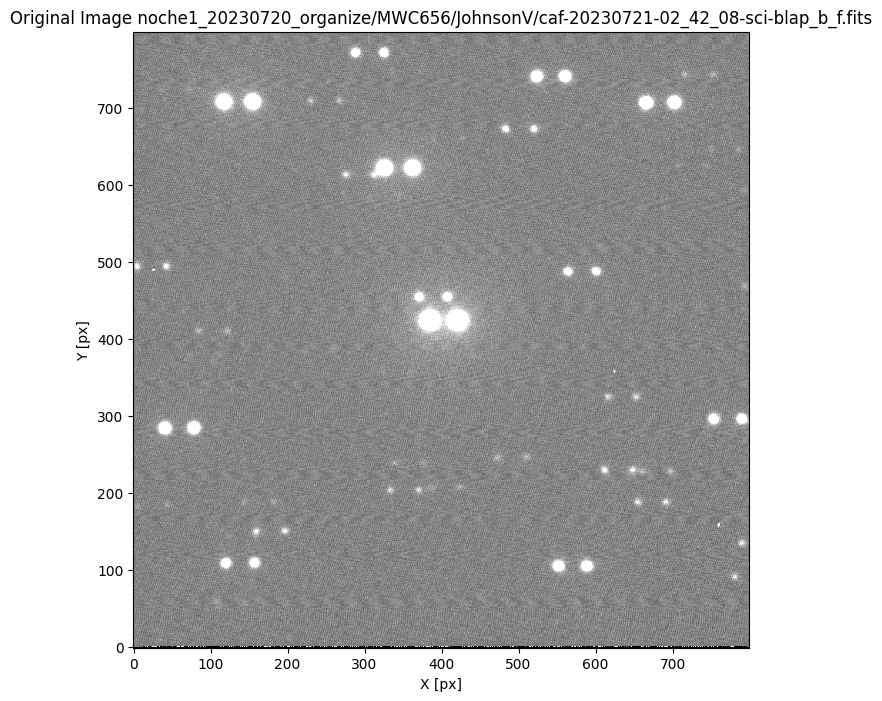 Original Image noche1_20230720_organize/MWC656/JohnsonV/caf-20230721-02_42_08-sci-blap_b_f.fits
700
600
500
400
300
200
100
0
Y [px]
0 100 200 300 400 500 600 700
X [px]